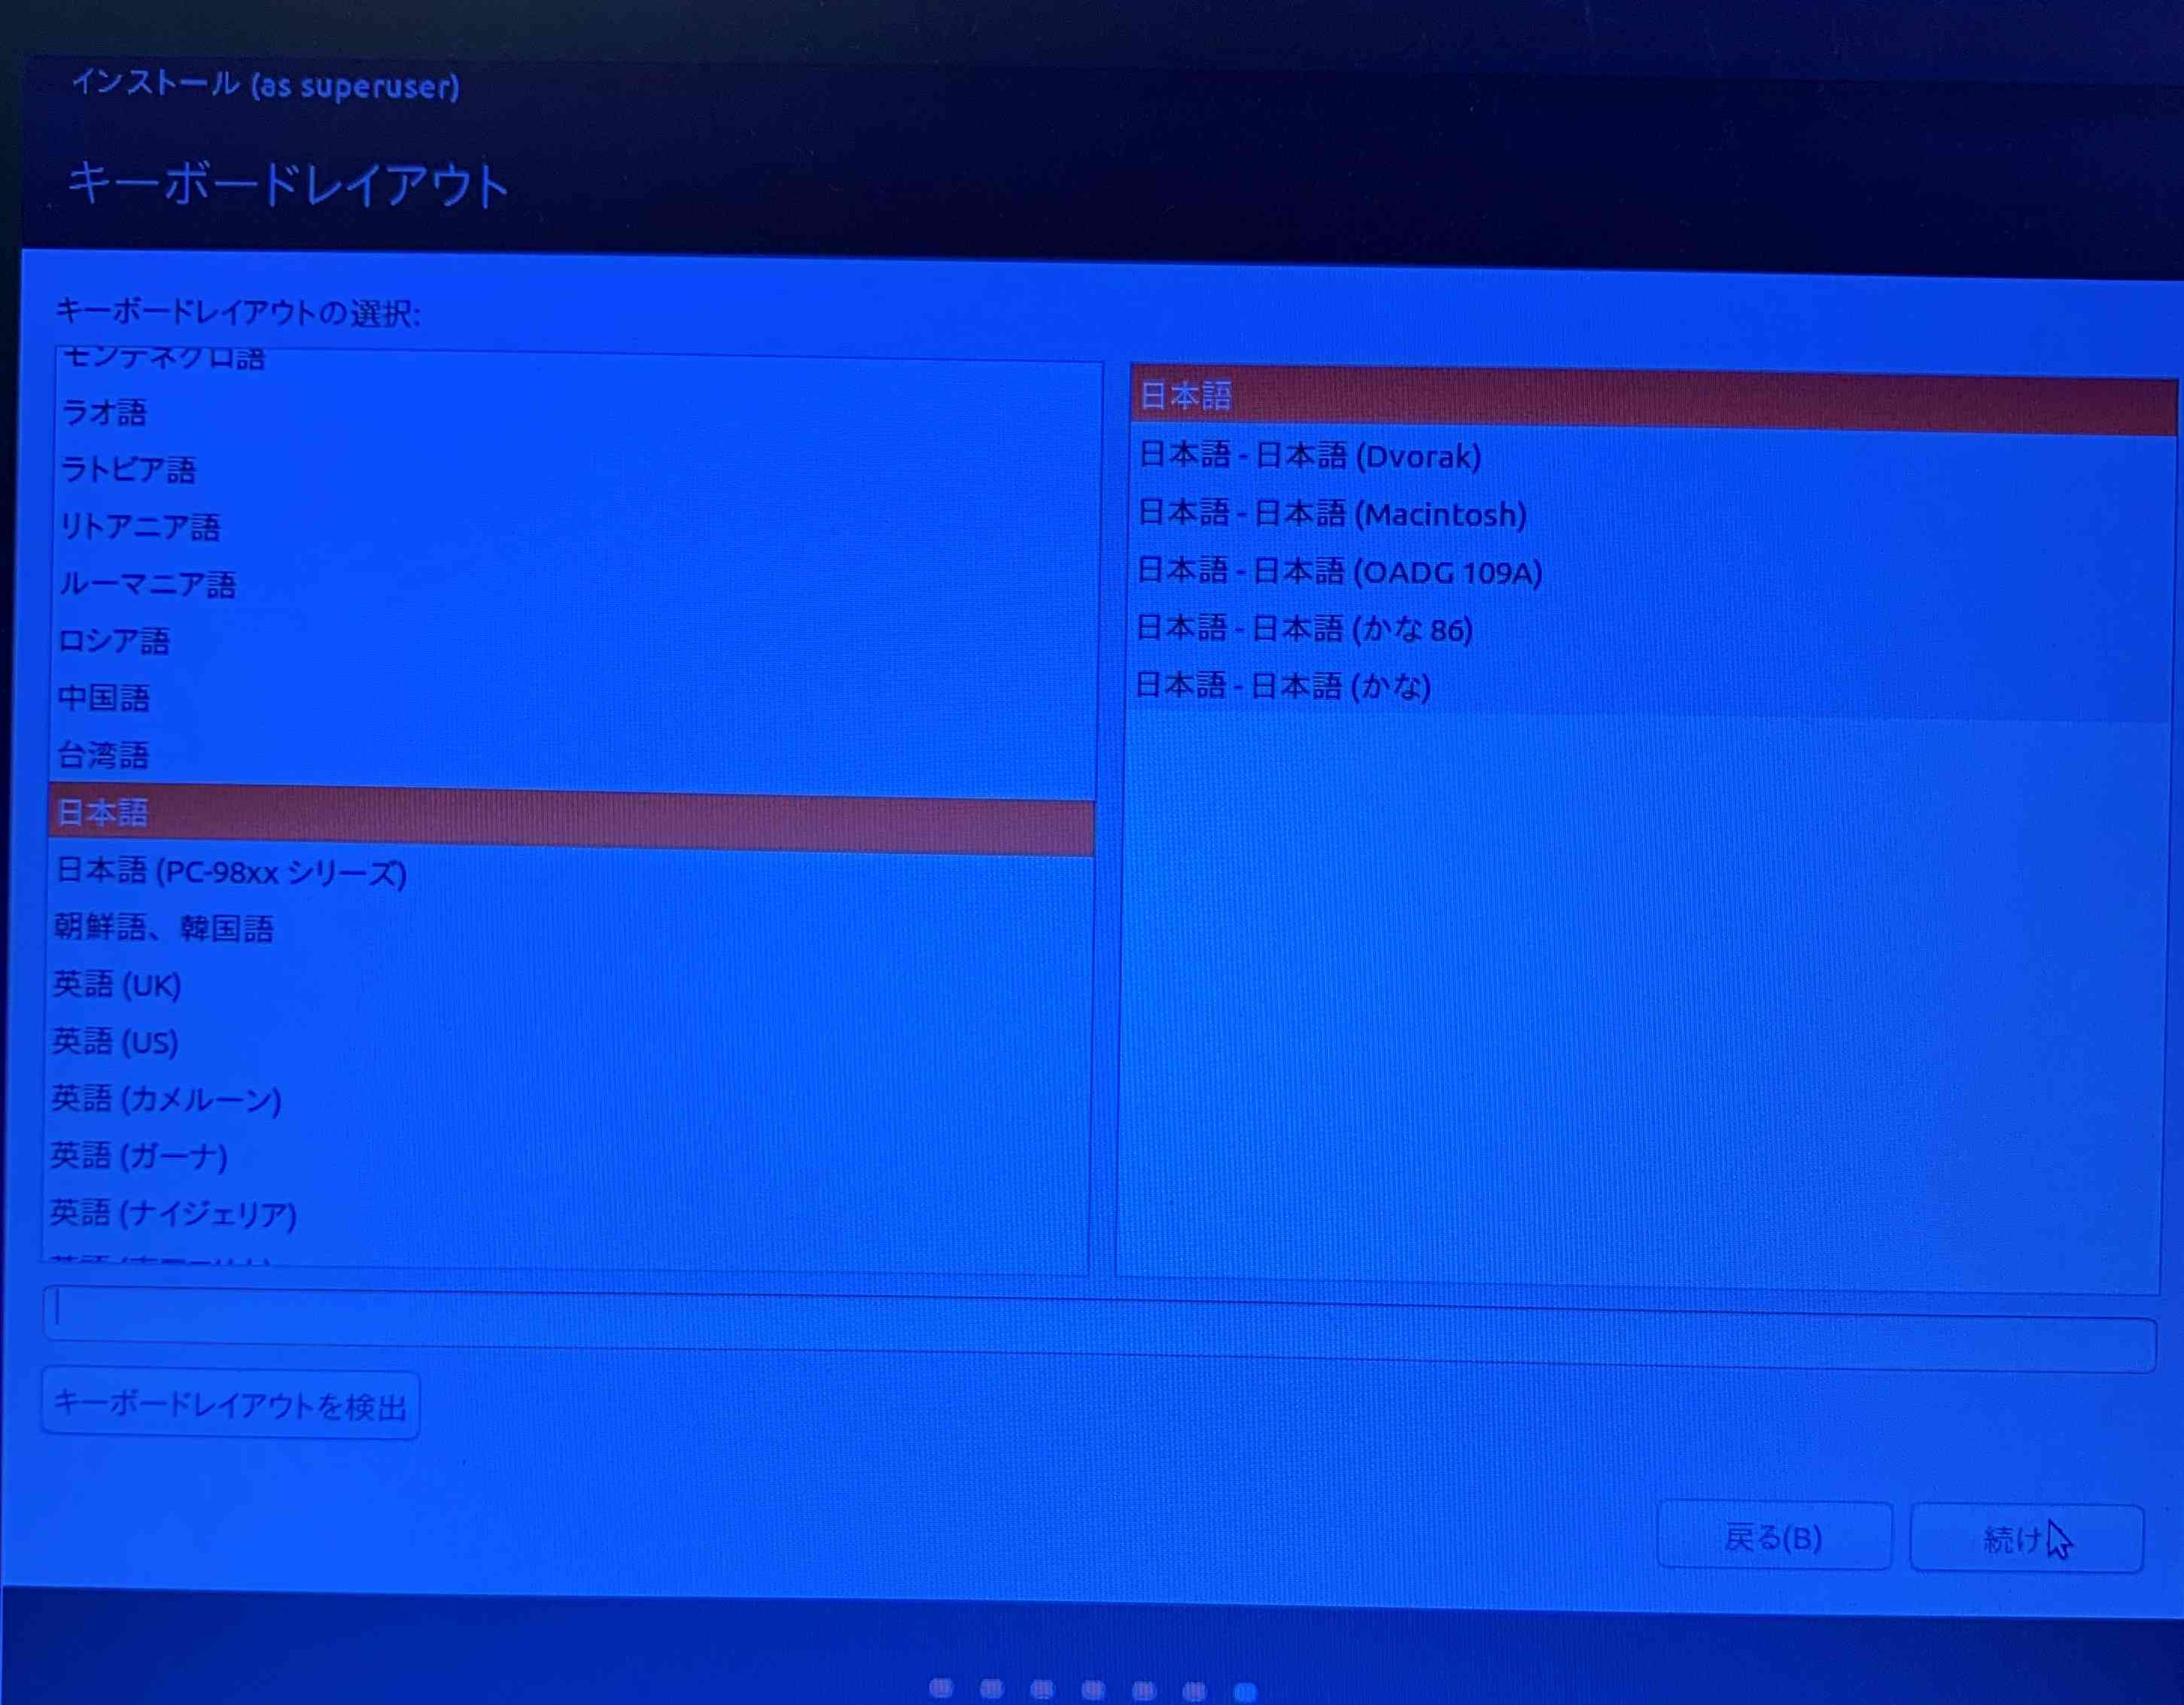 インストール (as superuser)
キーボードレイアウト
キーボードレイアウトの選択:
モンテネグロ語
ラオ語
ラトビア語
リトアニア語
ルーマニア語
ロシア語
中国語
台湾語
日本語
日本語 (PC-98xx シリーズ)
朝鮮語、韓国語
英語 (UK)
英語 (US)
英語 (カメルーン)
英語 (ガーナ)
英語 (ナイジェリア)
日本語
日本語 - 日本語 (Dvorak)
日本語 - 日本語 (Macintosh)
日本語 - 日本語 (OADG 109A)
日本語 - 日本語 (かな 86)
日本語 - 日本語 (かな)
キーボードレイアウトを検出
戻る(B)
続け